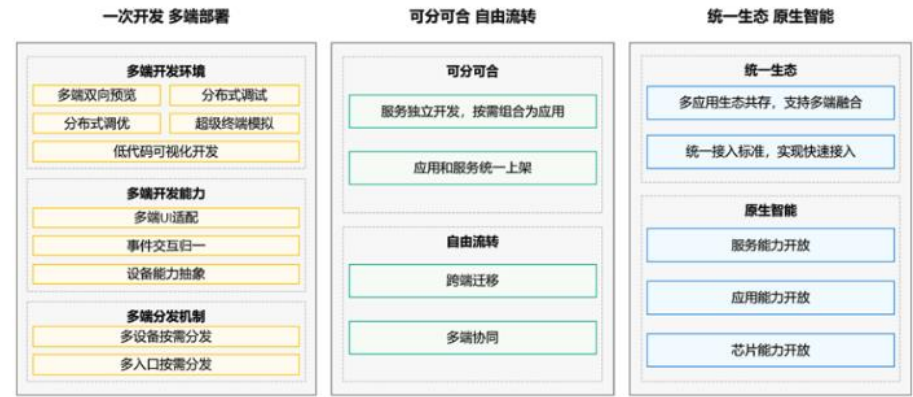 一次开发 多端部署
多端开发环境
多端双向预览
分布式调试
分布式调优
超级终端模拟
低代码可视化开发
多端开发能力
多端UI适配
事件交互归一
设备能力抽象
多端分发机制
多设备按需分发
多入口按需分发
可分可合 自由流转
可分可合
服务独立开发，按需组合为应用
应用和服务统一上架
自由流转
跨端迁移
多端协同
统一生态 原生智能
统一生态
多应用生态共存，支持多端融合
统一接入标准，实现快速接入
原生智能
服务能力开放
应用能力开放
芯片能力开放